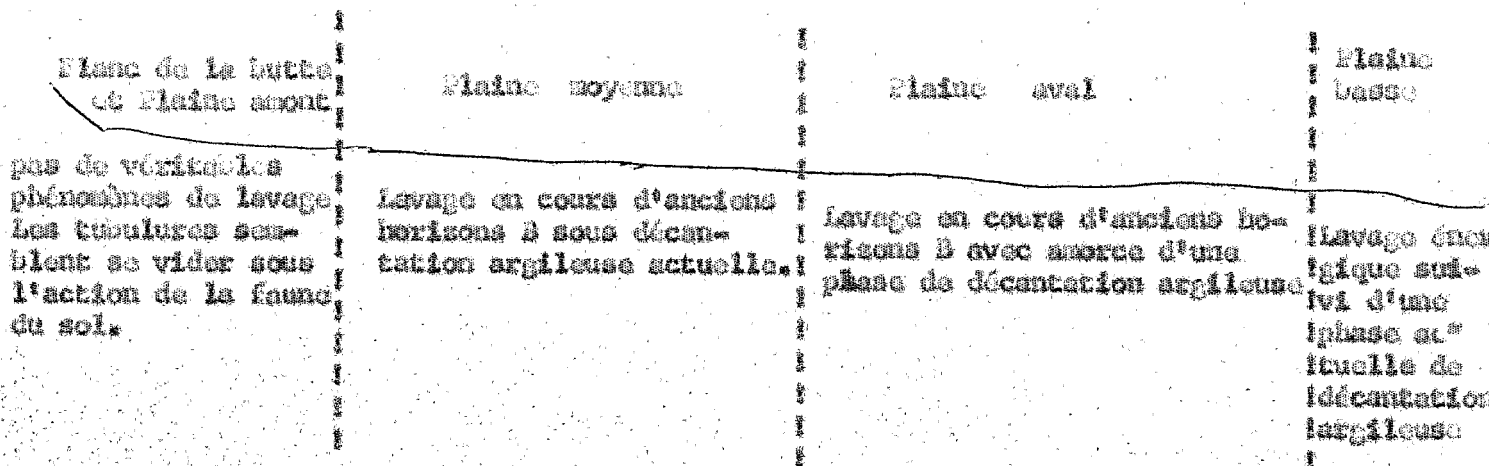 Flanc de la butte
et Plaine amont
pas de véritables
phénomènes de lavage
Les tubulures sem-
blent se vider sous
l'action de la faune
du sol.
Plaine moyenne
Lavage en cours d'anciens
horizons B sous décan-
tation argileuse actuelle.
Plaine aval
Lavage en cours d'anciens ho-
rizons B avec amorce d'une
phase de décantation argileuse
Plaine
basse
Lavage éner
gique sui-
vi d'une
phase ac"
tuelle de
décantation
argileuse